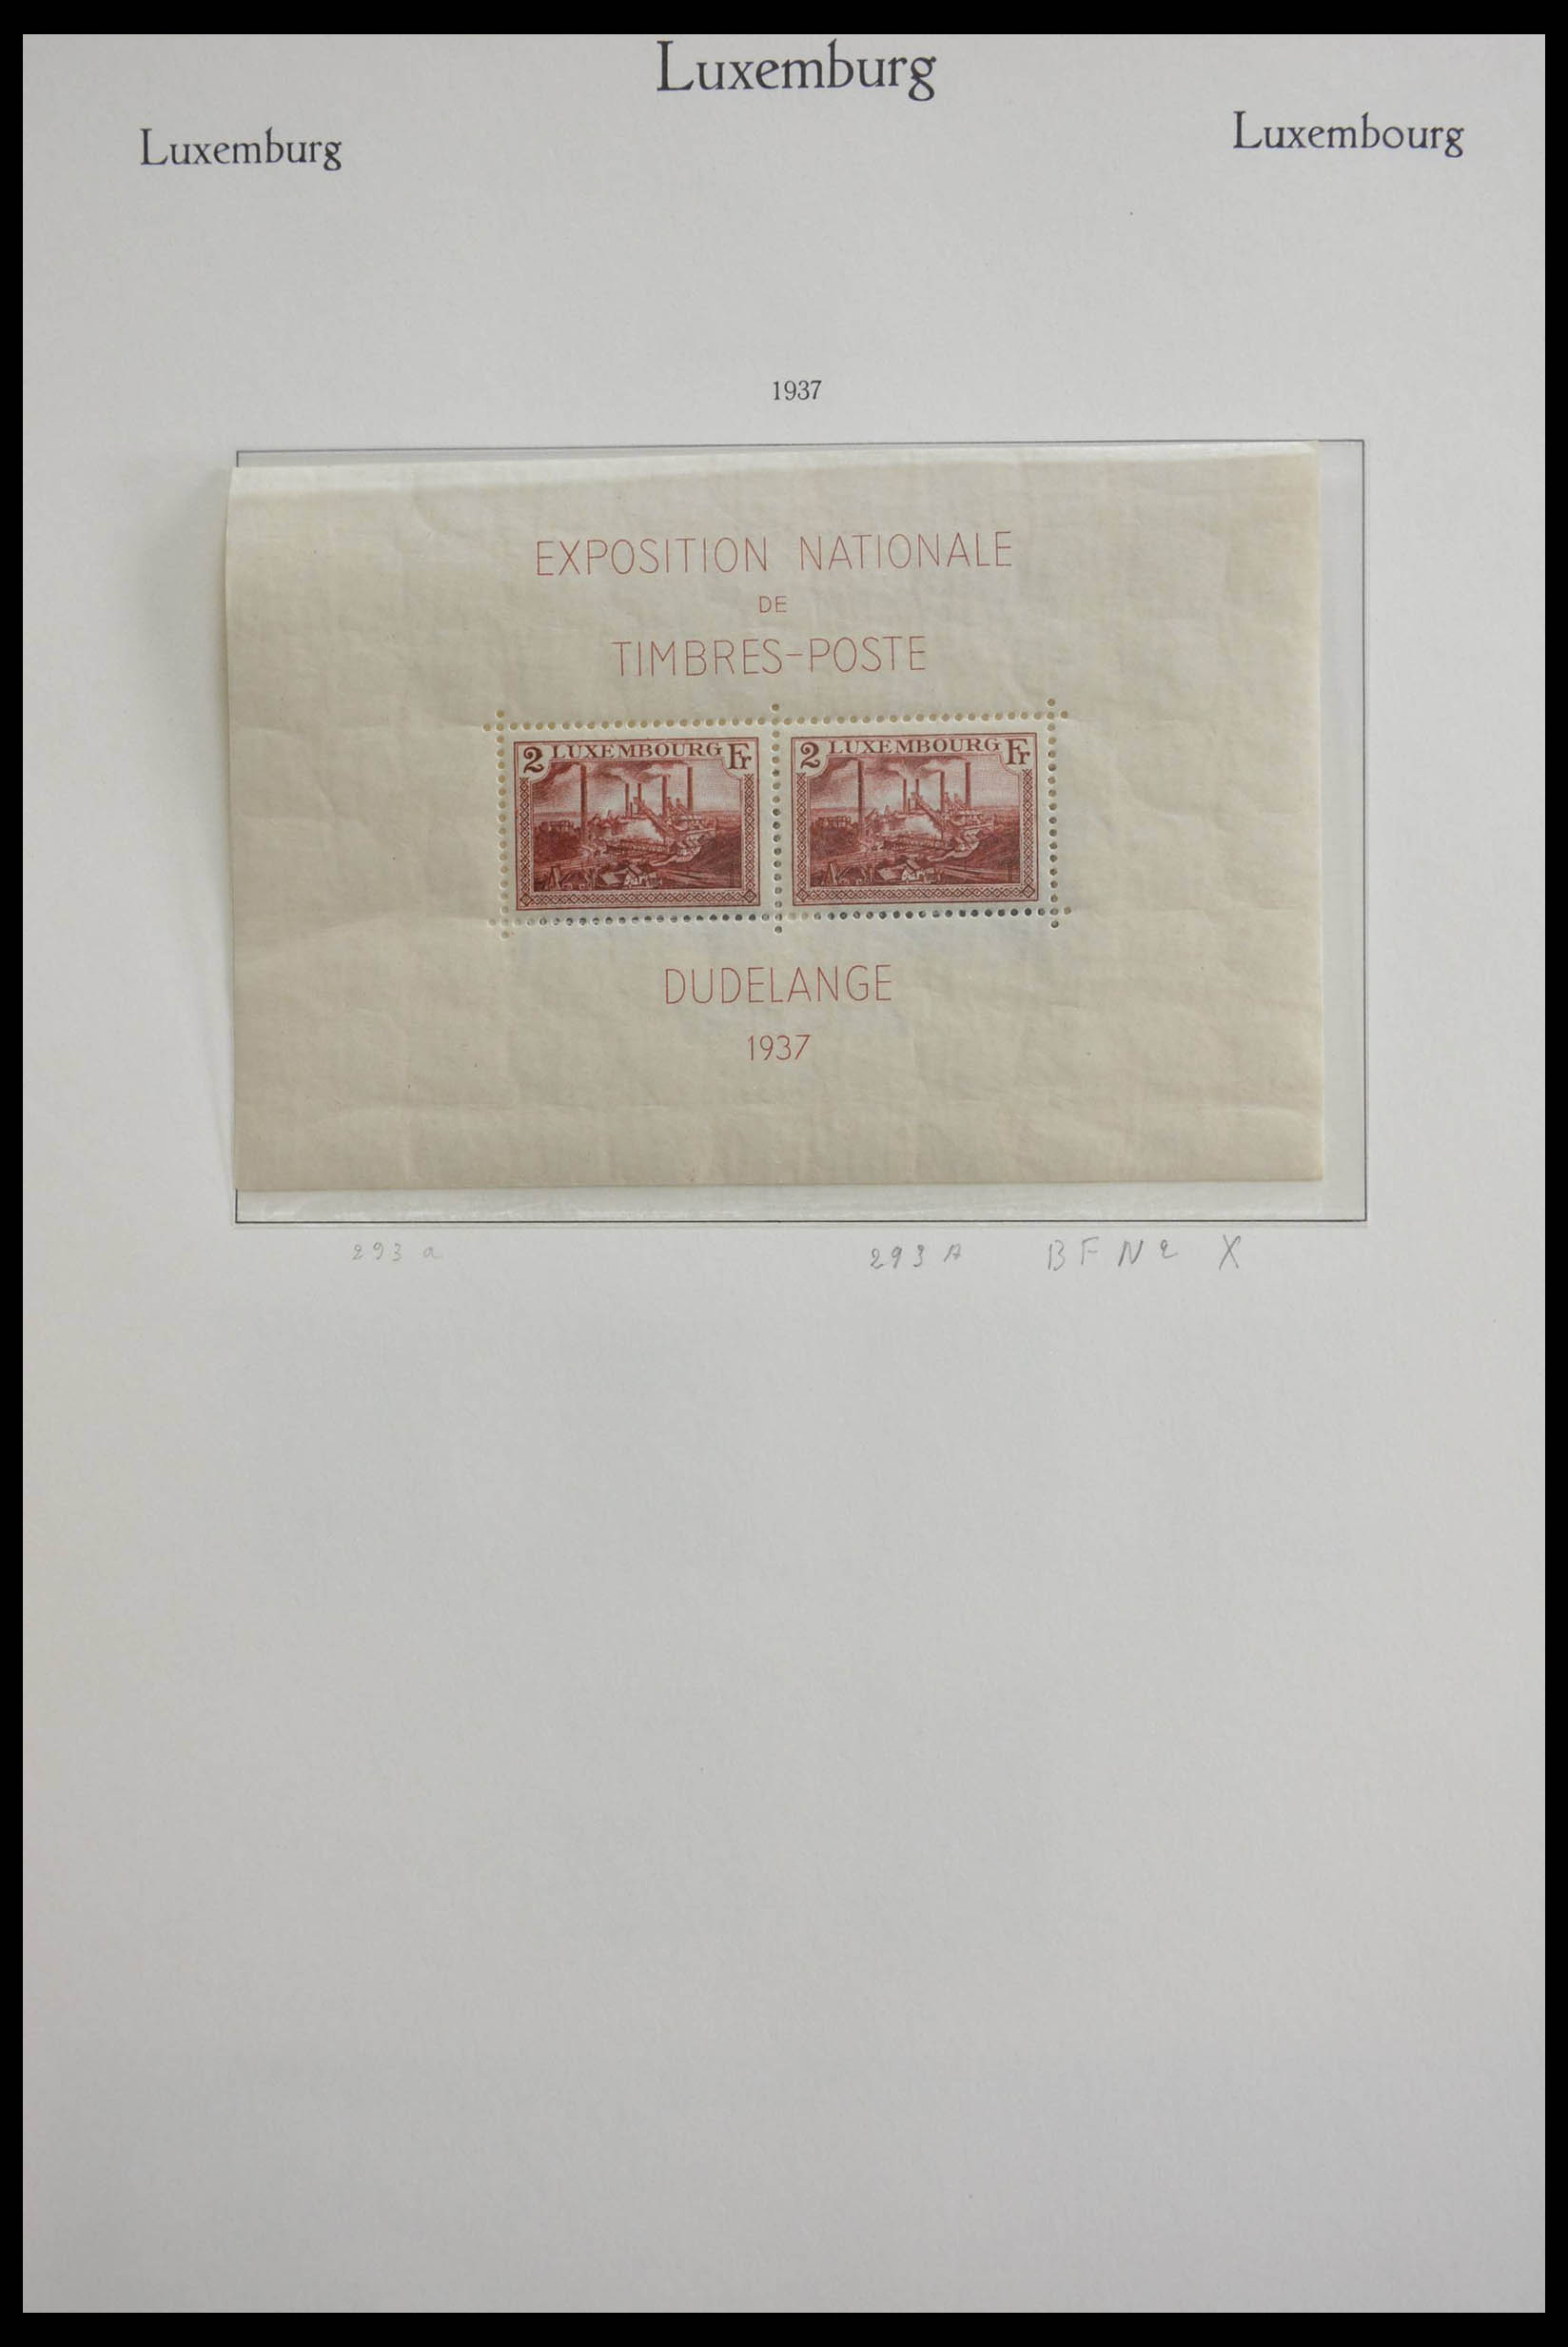 Luxemburg
Luxemburg
Luxembourg
1937
EXPOSITION NATIONALE
DE
TIMBRES-POSTE
2 LUXEMBOURG Fr
2 LUXEMBOURG Fr
DUDELANGE
1937
293 a
293 A BF N2 X